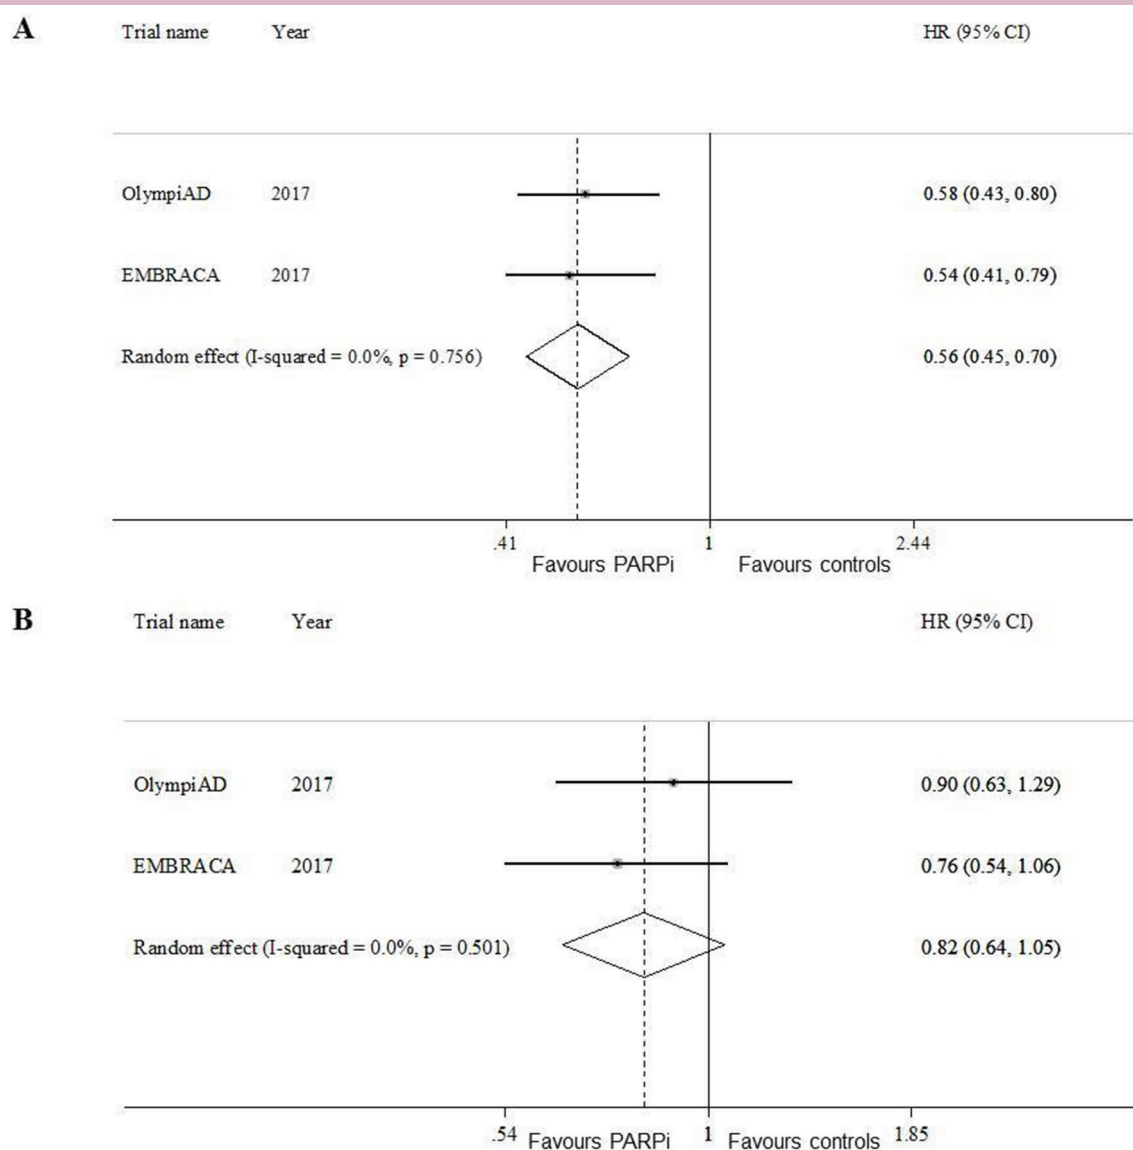 A
Trial name Year HR (95% CI)
OlympiAD 2017 0.58 (0.43, 0.80)
EMBRACA 2017 0.54 (0.41, 0.79)
Random effect (I-squared = 0.0%, p = 0.756) 0.56 (0.45, 0.70)
.41 1 2.44
Favours PARPi Favours controls
B
Trial name Year HR (95% CI)
OlympiAD 2017 0.90 (0.63, 1.29)
EMBRACA 2017 0.76 (0.54, 1.06)
Random effect (I-squared = 0.0%, p = 0.501) 0.82 (0.64, 1.05)
.54 Favours PARPi 1 Favours controls 1.85